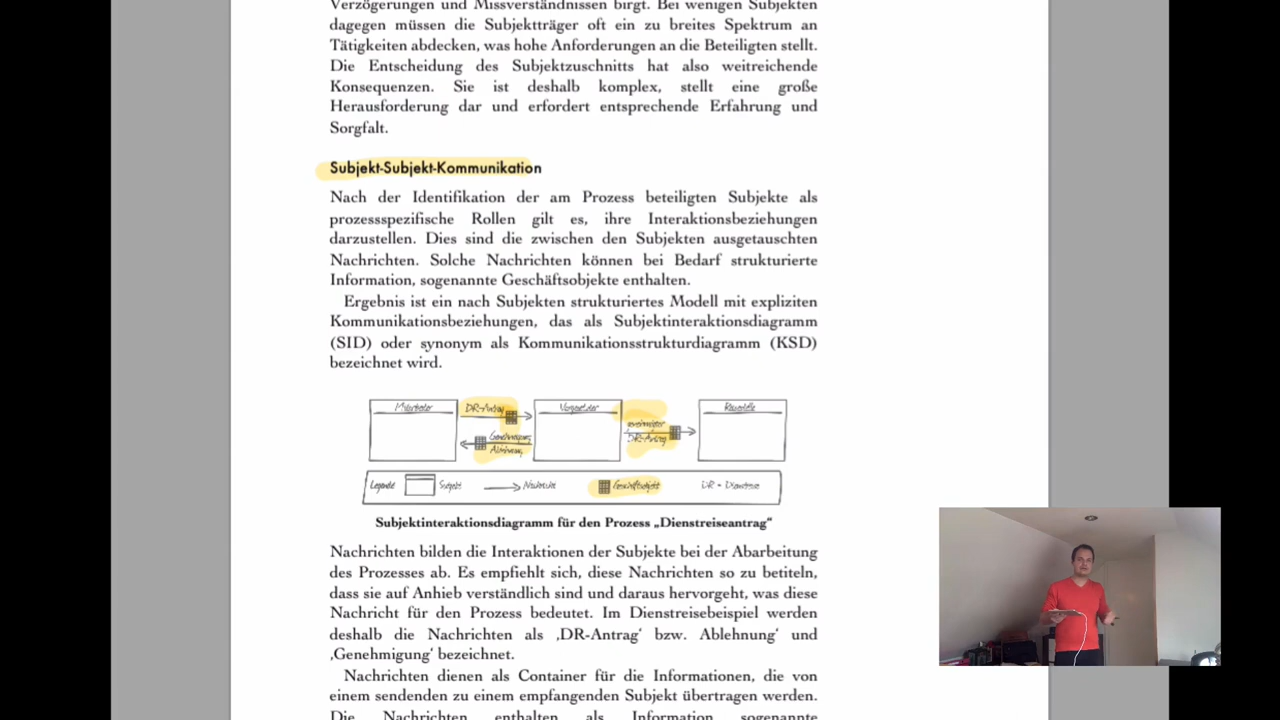 Verzögerungen und Missverständnissen birgt. Bei wenigen Subjekten
dagegen müssen die Subjektträger oft ein zu breites Spektrum an
Tätigkeiten abdecken, was hohe Anforderungen an die Beteiligten stellt.
Die Entscheidung des Subjektzuschnitts hat also weitreichende
Konsequenzen. Sie ist deshalb komplex, stellt eine große
Herausforderung dar und erfordert entsprechende Erfahrung und
Sorgfalt.
Subjekt-Subjekt-Kommunikation
Nach der Identifikation der am Prozess beteiligten Subjekte als
prozessspezifische Rollen gilt es, ihre Interaktionsbeziehungen
darzustellen. Dies sind die zwischen den Subjekten ausgetauschten
Nachrichten. Solche Nachrichten können bei Bedarf strukturierte
Information, sogenannte Geschäftsobjekte enthalten.
Ergebnis ist ein nach Subjekten strukturiertes Modell mit expliziten
Kommunikationsbeziehungen, das als Subjektinteraktionsdiagramm
(SID) oder synonym als Kommunikationsstrukturdiagramm (KSD)
bezeichnet wird.
Mitarbeiter DR-Antrag Vorgesetzter Reisestelle
Genehmigung
Ablehnung
DR-Antrag
Legende Subjekt Nachricht Geschäftsobjekt DR = Dienstreise
Subjektinteraktionsdiagramm für den Prozess „Dienstreiseantrag“
Nachrichten bilden die Interaktionen der Subjekte bei der Abarbeitung
des Prozesses ab. Es empfiehlt sich, diese Nachrichten so zu betiteln,
dass sie auf Anhieb verständlich sind und daraus hervorgeht, was diese
Nachricht für den Prozess bedeutet. Im Dienstreisebeispiel werden
deshalb die Nachrichten als ‚DR-Antrag‘ bzw. Ablehnung‘ und
‚Genehmigung‘ bezeichnet.
Nachrichten dienen als Container für die Informationen, die von
einem sendenden zu einem empfangenden Subjekt übertragen werden.
Die Nachrichten enthalten als Information sogenannte